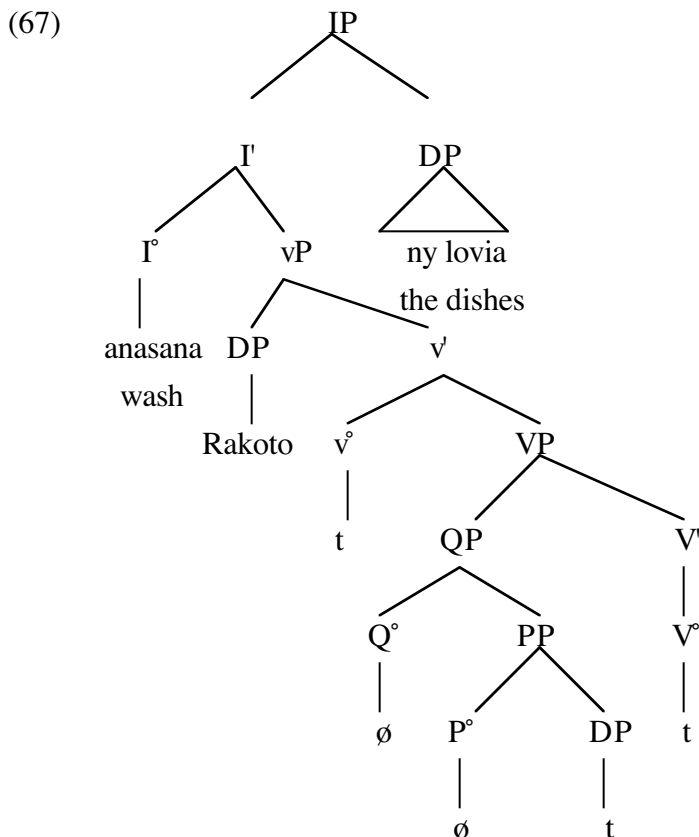 (67)
IP
I' DP
I° vP ny lovia
the dishes
anasana DP v'
wash
Rakoto v° VP
t QP V'
Q° PP V°
ø P° DP t
ø t